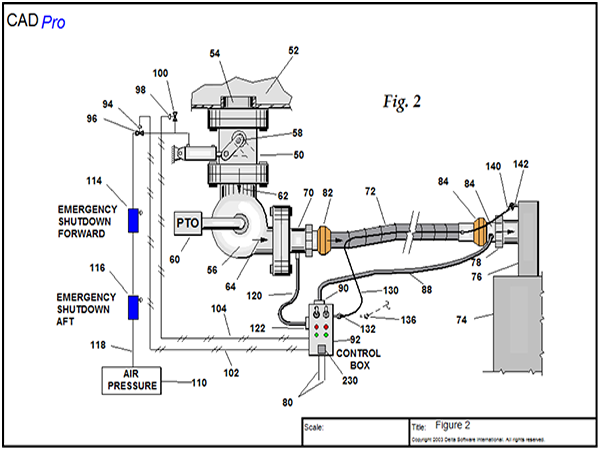 CAD Pro
100
54
52
98
94
96
Fig. 2
58
50
140
142
114
62
70
82
72
84
84
EMERGENCY
SHUTDOWN
FORWARD
PTO
60
56
64
78
76
116
120
90
88
130
EMERGENCY
SHUTDOWN
AFT
104
122
132
136
74
92
118
102
CONTROL
BOX
230
AIR
PRESSURE
110
80
Scale:
Title: Figure 2
Copyright 2003 Delta Software International. All rights reserved.